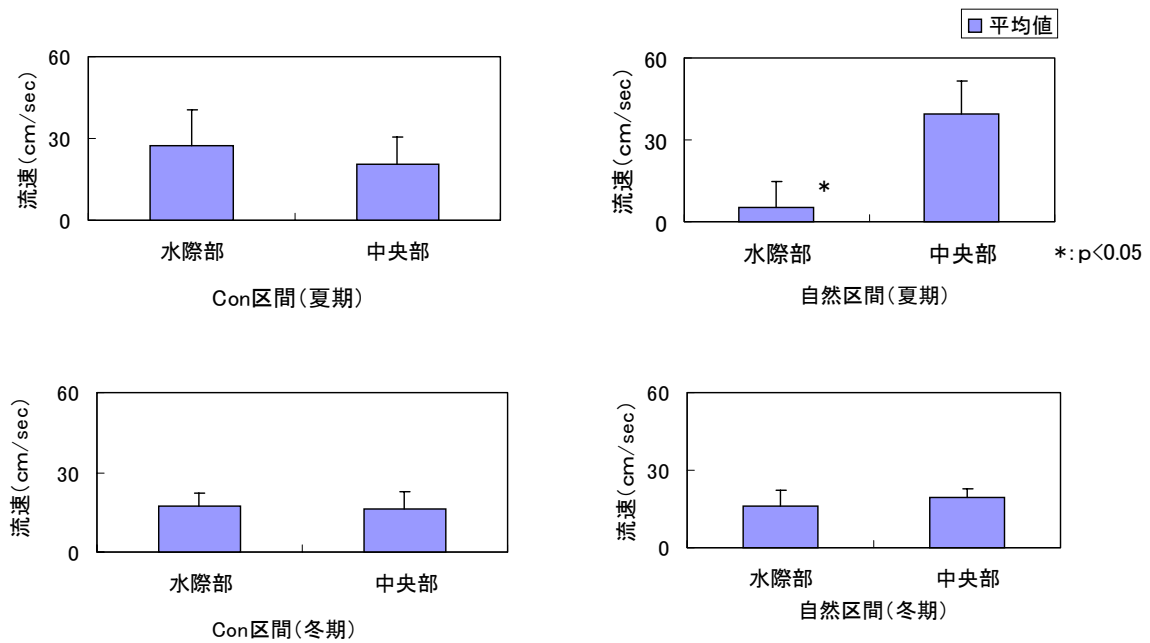 平均値
60
30
0
流速(cm/sec)
水際部
中央部
Con区間(夏期)
60
30
0
流速(cm/sec)
*
水際部
中央部
*:p<0.05
自然区間(夏期)
60
30
0
流速(cm/sec)
水際部
中央部
Con区間(冬期)
60
30
0
流速(cm/sec)
水際部
中央部
自然区間(冬期)